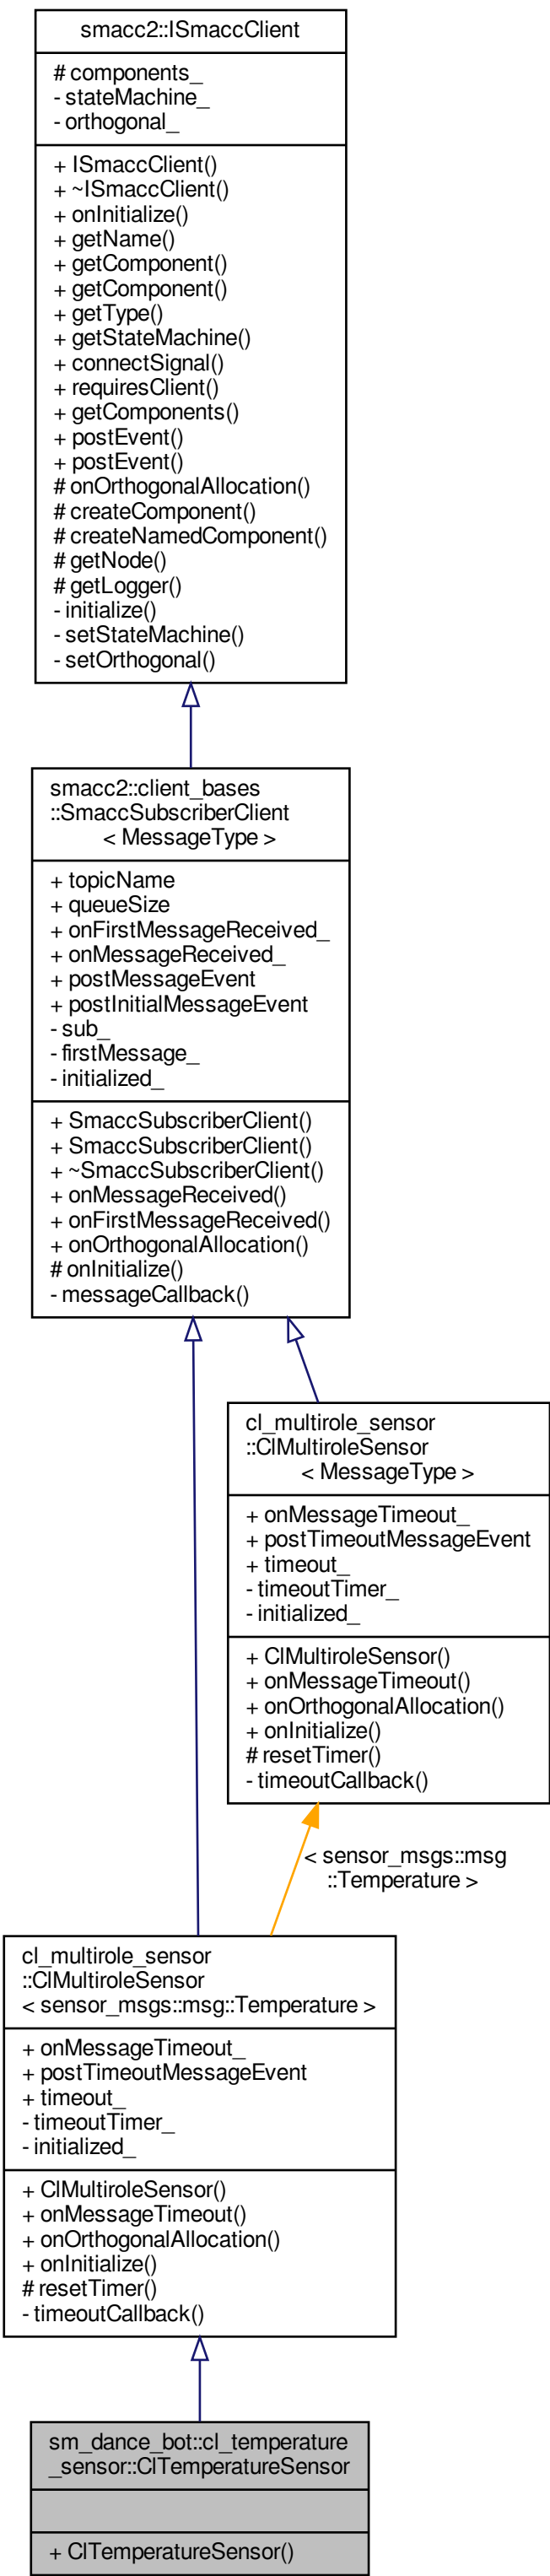 smacc2::ISmaccClient
# components_
- stateMachine_
- orthogonal_
+ ISmaccClient()
+ ~ISmaccClient()
+ onInitialize()
+ getName()
+ getComponent()
+ getComponent()
+ getType()
+ getStateMachine()
+ connectSignal()
+ requiresClient()
+ getComponents()
+ postEvent()
+ postEvent()
# onOrthogonalAllocation()
# createComponent()
# createNamedComponent()
# getNode()
# getLogger()
- initialize()
- setStateMachine()
- setOrthogonal()
smacc2::client_bases
::SmaccSubscriberClient
< MessageType >
+ topicName
+ queueSize
+ onFirstMessageReceived_
+ onMessageReceived_
+ postMessageEvent
+ postInitialMessageEvent
- sub_
- firstMessage_
- initialized_
+ SmaccSubscriberClient()
+ SmaccSubscriberClient()
+ ~SmaccSubscriberClient()
+ onMessageReceived()
+ onFirstMessageReceived()
+ onOrthogonalAllocation()
# onInitialize()
- messageCallback()
cl_multirole_sensor
::ClMultiroleSensor
< MessageType >
+ onMessageTimeout_
+ postTimeoutMessageEvent
+ timeout_
- timeoutTimer_
- initialized_
+ ClMultiroleSensor()
+ onMessageTimeout()
+ onOrthogonalAllocation()
+ onInitialize()
# resetTimer()
- timeoutCallback()
< sensor_msgs::msg
::Temperature >
cl_multirole_sensor
::ClMultiroleSensor
< sensor_msgs::msg::Temperature >
+ onMessageTimeout_
+ postTimeoutMessageEvent
+ timeout_
- timeoutTimer_
- initialized_
+ ClMultiroleSensor()
+ onMessageTimeout()
+ onOrthogonalAllocation()
+ onInitialize()
# resetTimer()
- timeoutCallback()
sm_dance_bot::cl_temperature
_sensor::ClTemperatureSensor
+ ClTemperatureSensor()